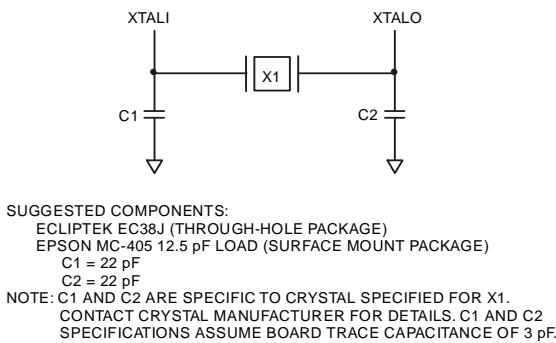 XTALI XTALO
X1
C1 C2
SUGGESTED COMPONENTS:
ECLIPTEK EC38J (THROUGH-HOLE PACKAGE)
EPSON MC-405 12.5 pF LOAD (SURFACE MOUNT PACKAGE)
C1 = 22 pF
C2 = 22 pF
NOTE: C1 AND C2 ARE SPECIFIC TO CRYSTAL SPECIFIED FOR X1.
CONTACT CRYSTAL MANUFACTURER FOR DETAILS. C1 AND C2
SPECIFICATIONS ASSUME BOARD TRACE CAPACITANCE OF 3 pF.